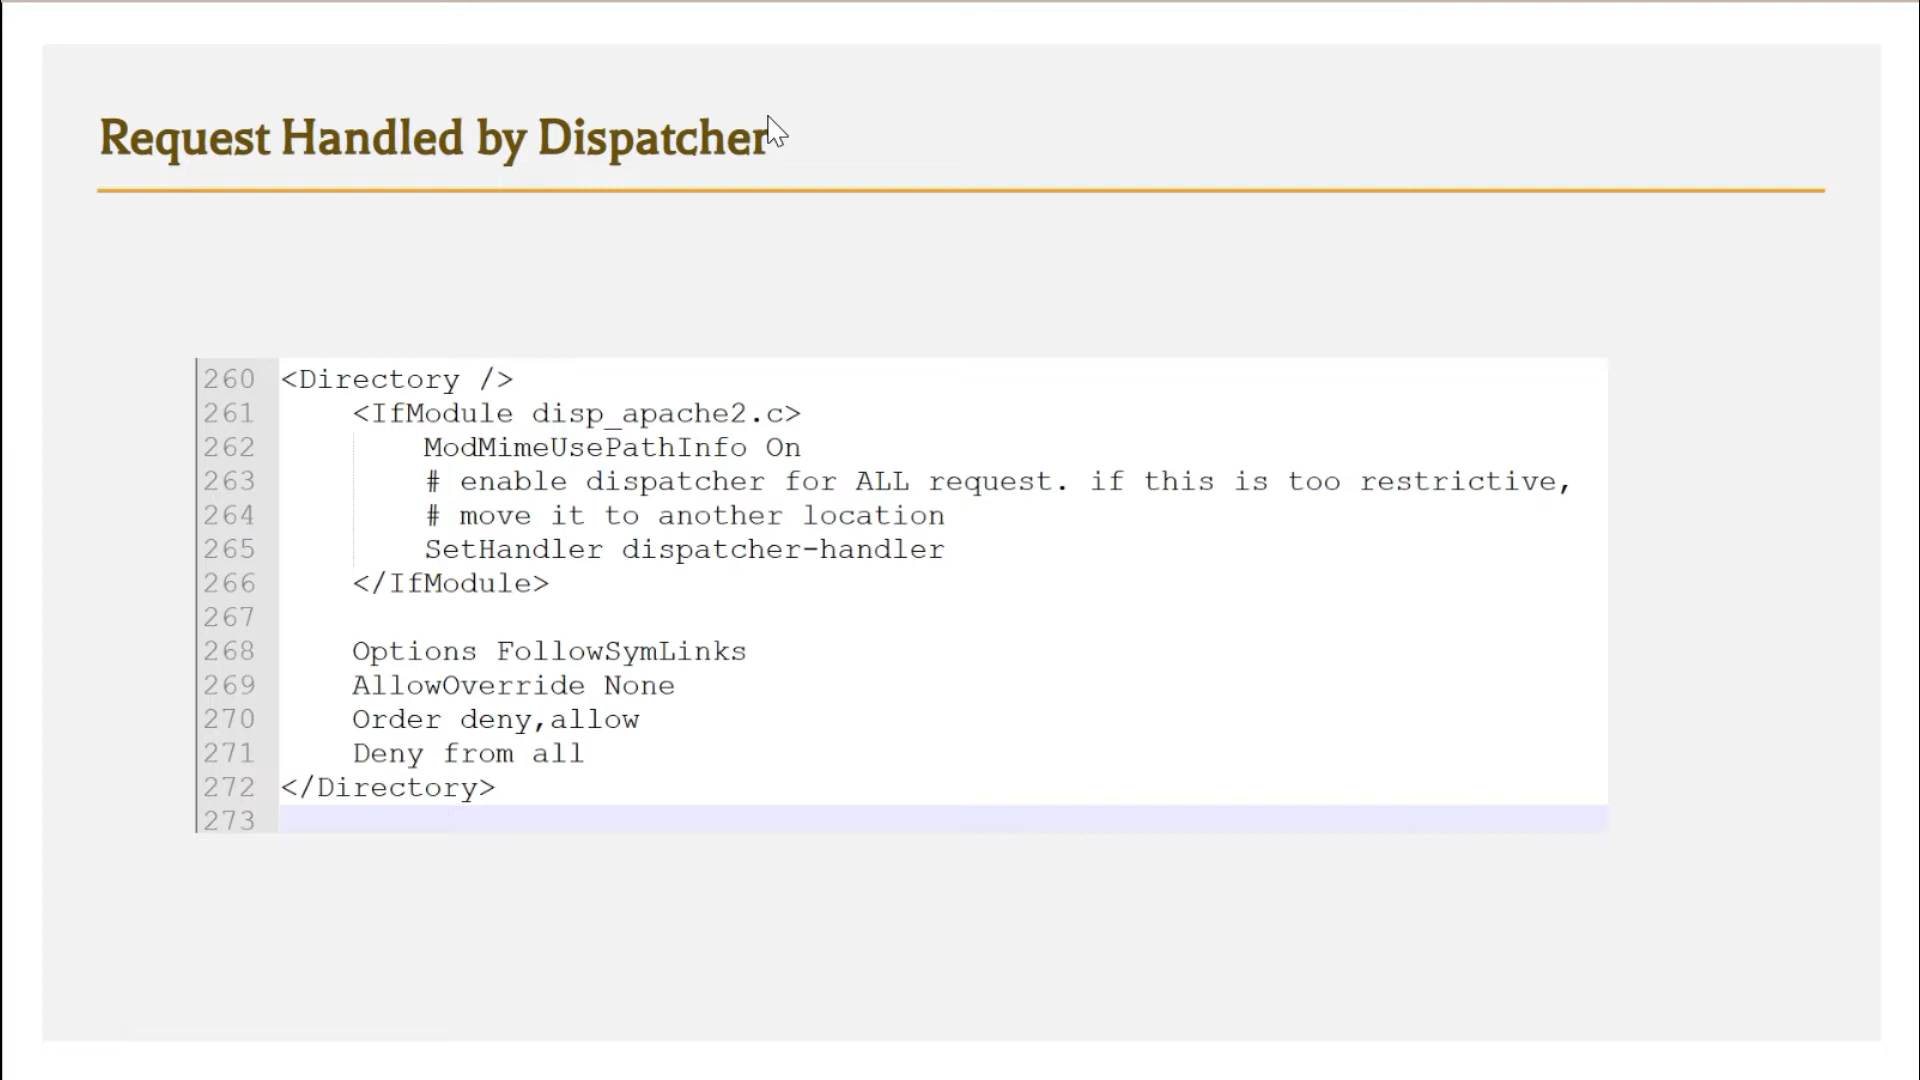 Request Handled by Dispatcher
260 <Directory />
261     <IfModule disp_apache2.c>
262         ModMimeUsePathInfo On
263         # enable dispatcher for ALL request. if this is too restrictive,
264         # move it to another location
265         SetHandler dispatcher-handler
266     </IfModule>
267
268     Options FollowSymLinks
269     AllowOverride None
270     Order deny,allow
271     Deny from all
272 </Directory>
273